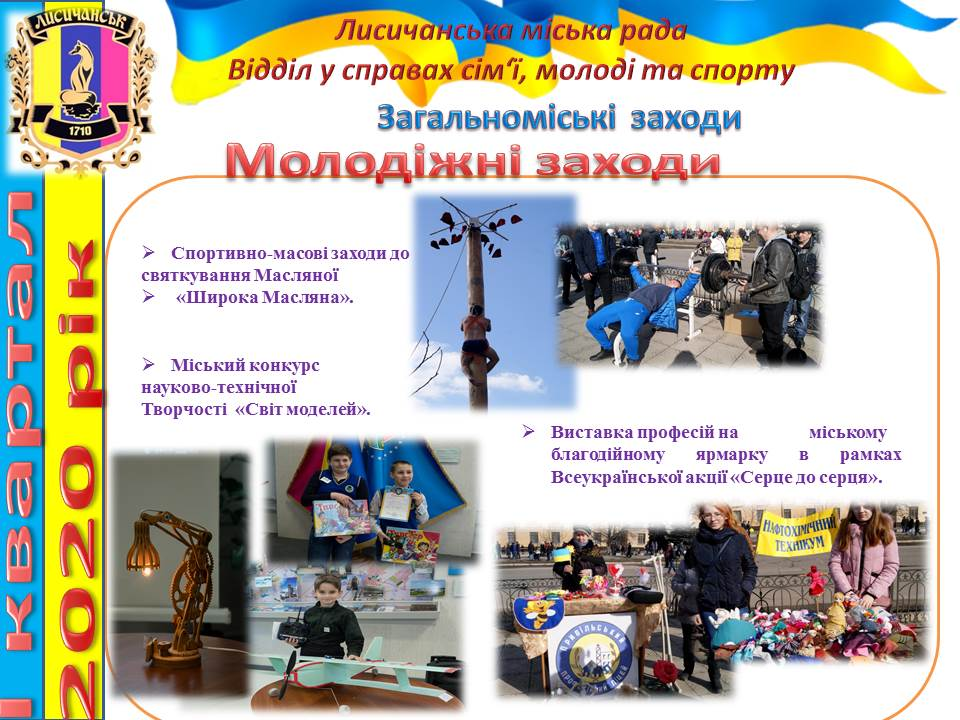 ЛИСИЧАНСЬК
1710
Лисичанська міська рада
Відділ у справах сім‘ї, молоді та спорту
Загальноміські заходи
Молодіжні заходи
І квартал
2020 рік
Спортивно-масові заходи до
святкування Масляної
«Широка Масляна».
Міський конкурс
науково-технічної
Творчості «Світ моделей».
Виставка професій на міському
благодійному ярмарку в рамках
Всеукраїнської акції «Серце до серця».
НАФТОХІМІЧНИЙ
ТЕХНІКУМ
Привільський